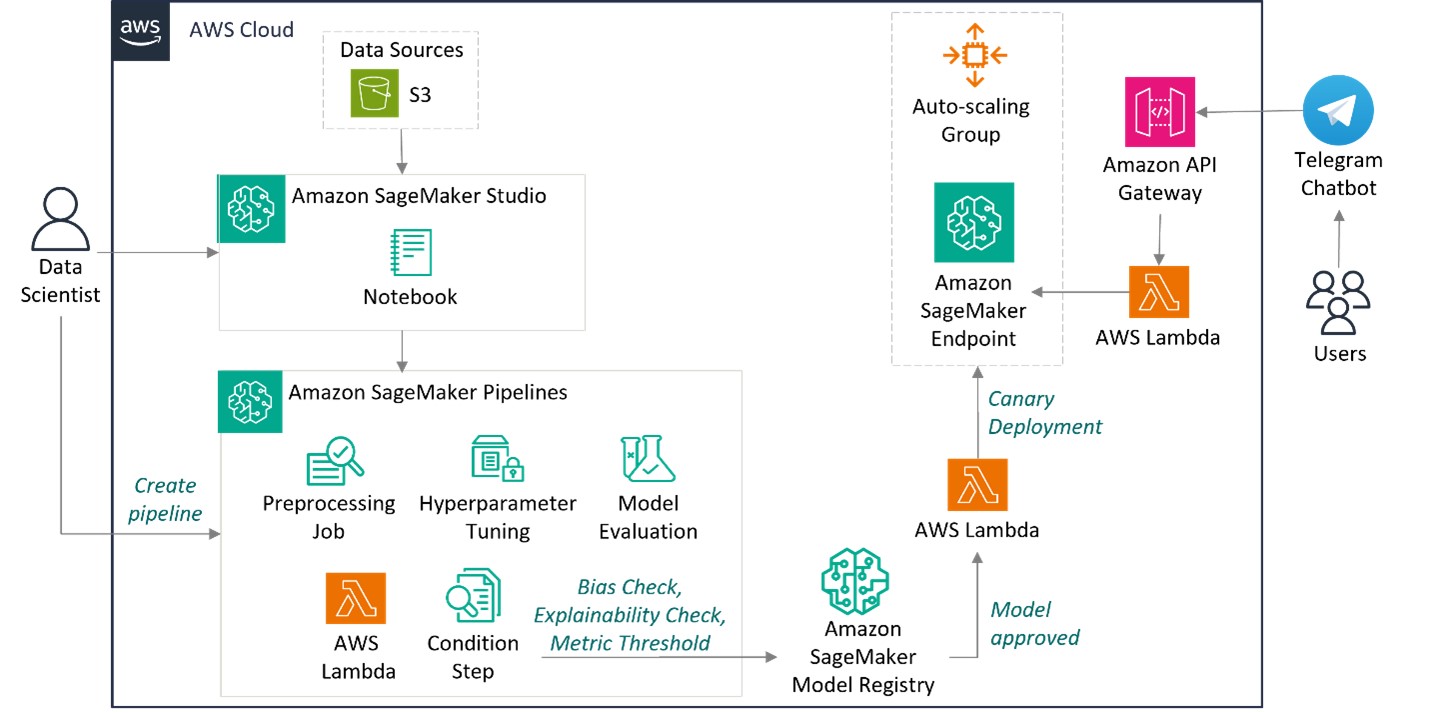 aws
AWS Cloud
Data Sources
S3
Amazon SageMaker Studio
Notebook
Data
Scientist
Create
pipeline
Amazon SageMaker Pipelines
Preprocessing
Job
Hyperparameter
Tuning
Model
Evaluation
AWS
Lambda
Condition
Step
Bias Check,
Explainability Check,
Metric Threshold
Amazon
SageMaker
Model Registry
Model
approved
AWS Lambda
Canary
Deployment
Auto-scaling
Group
Amazon
SageMaker
Endpoint
Amazon API
Gateway
AWS Lambda
Telegram
Chatbot
Users